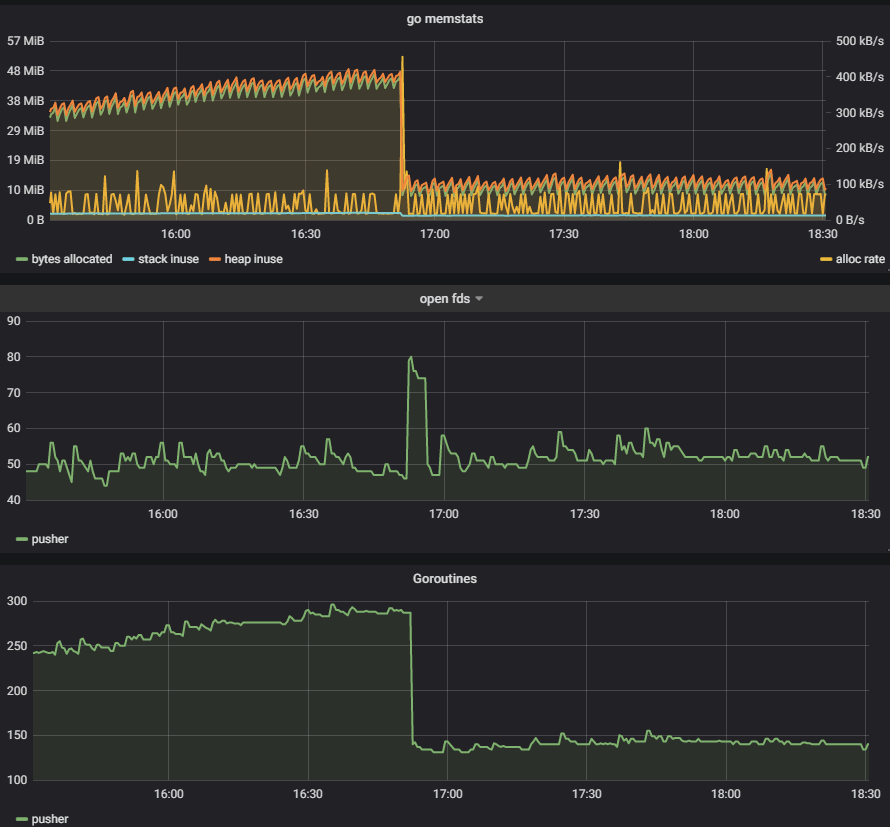 go memstats
57 MiB 500 kB/s
48 MiB 400 kB/s
38 MiB 300 kB/s
29 MiB 200 kB/s
19 MiB 100 kB/s
10 MiB 0 B/s
0 B
16:00 16:30 17:00 17:30 18:00 18:30
bytes allocated stack inuse heap inuse alloc rate
open fds
90
80
70
60
50
40
16:00 16:30 17:00 17:30 18:00 18:30
pusher
Goroutines
300
250
200
150
100
16:00 16:30 17:00 17:30 18:00 18:30
pusher